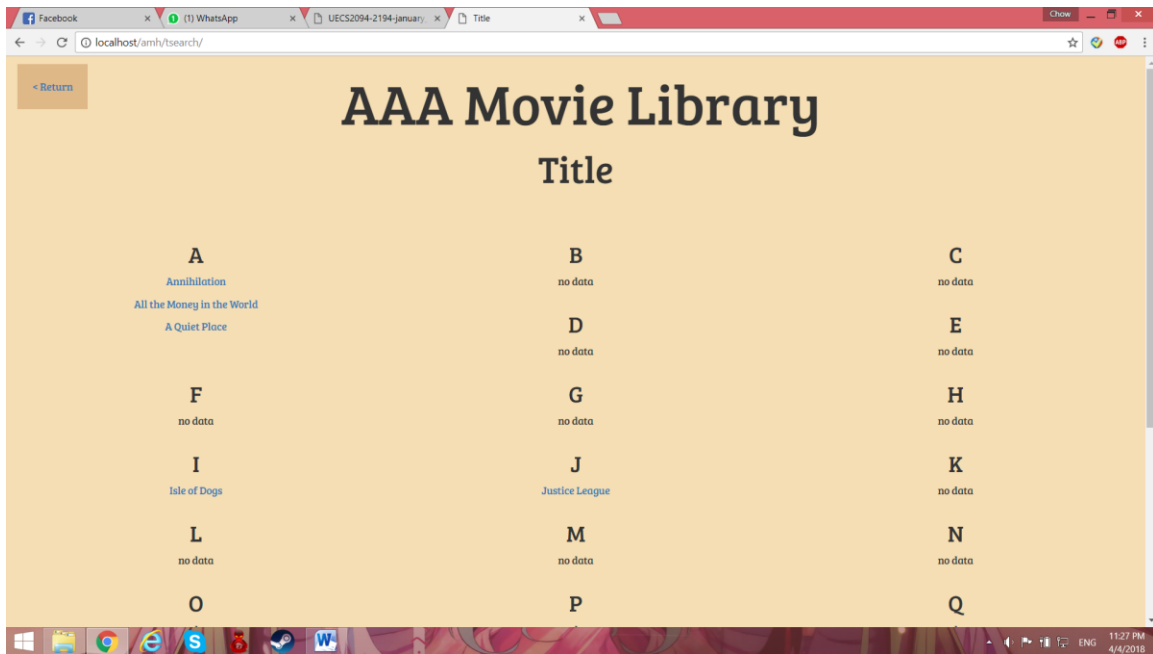 Facebook
(1) WhatsApp
UECS2094-2194-january
Title
Chow
localhost/amh/tsearch/
ABP
< Return
AAA Movie Library
Title
A
B
C
Annihilation
no data
no data
All the Money in the World
A Quiet Place
D
E
no data
no data
F
G
H
no data
no data
no data
I
J
K
Isle of Dogs
Justice League
no data
L
M
N
no data
no data
no data
O
P
Q
ENG
11:27 PM
4/4/2018